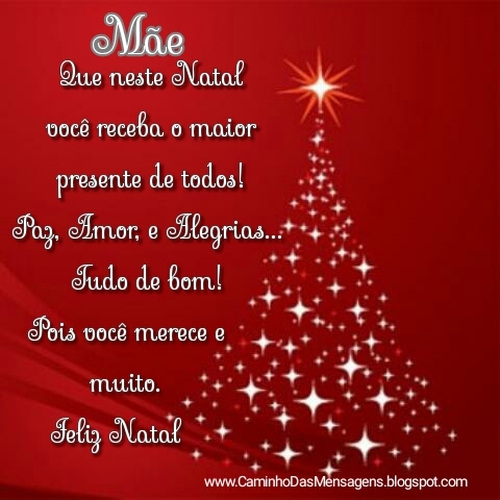 Mãe
Que neste Natal
você receba o maior
presente de todos!
Paz, Amor, e Alegrias...
Tudo de bom!
Pois você merece e
muito.
Feliz Natal
www.CaminhoDasMensagens.blogspot.com